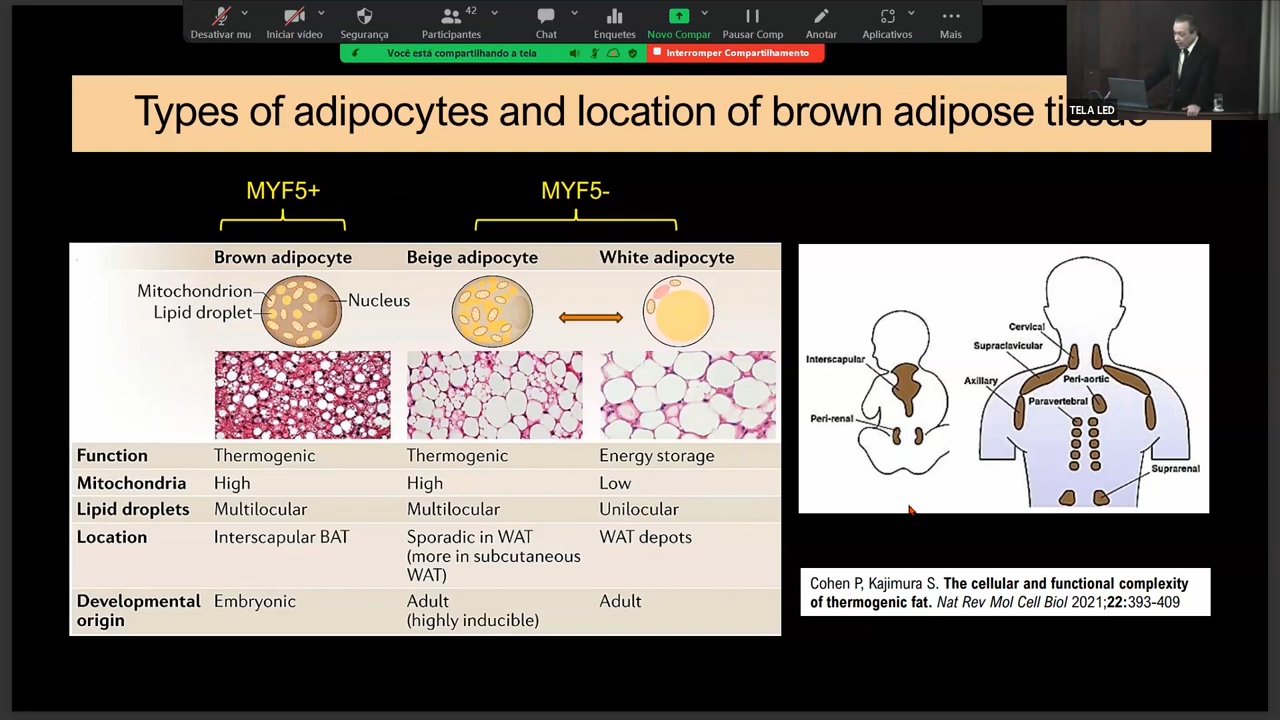 42
Desativar mu
Iniciar vídeo
Segurança
Participantes
Chat
Enquetes
Novo Compar
Pausar Comp
Anotar
Aplicativos
Mais
Você está compartilhando a tela
Interromper Compartilhamento
TELA LED
Types of adipocytes and location of brown adipose tissue
MYF5+
MYF5-
Brown adipocyte
Beige adipocyte
White adipocyte
Mitochondrion
Lipid droplet
Nucleus
Function Thermogenic Thermogenic Energy storage
Mitochondria High High Low
Lipid droplets Multilocular Multilocular Unilocular
Location Interscapular BAT Sporadic in WAT WAT depots
(more in subcutaneous
WAT)
Developmental Embryonic Adult Adult
origin (highly inducible)
Interscapular
Peri-renal
Cervical
Supraclavicular
Axillary
Peri-aortic
Paravertebral
Suprarenal
Cohen P, Kajimura S. The cellular and functional complexity
of thermogenic fat. Nat Rev Mol Cell Biol 2021;22:393-409